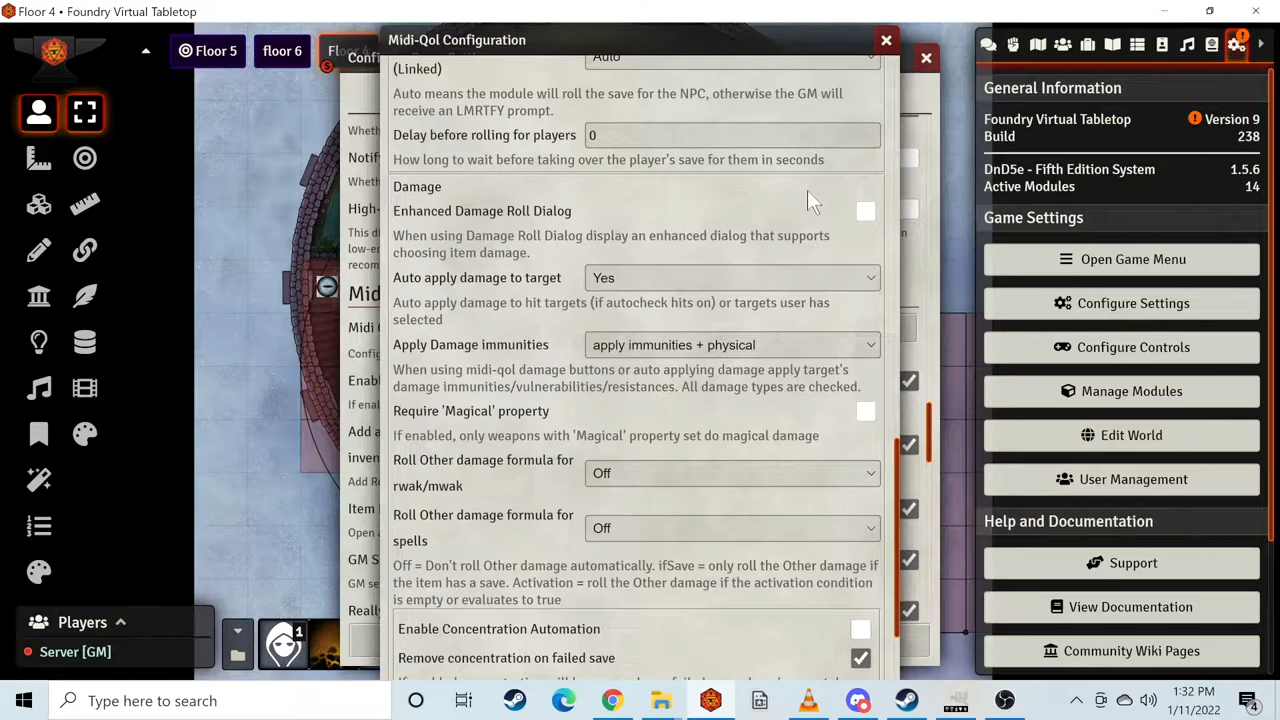 Floor 4 • Foundry Virtual Tabletop
Floor 5
floor 6
Floor 4
Midi-Qol Configuration
(Linked)
Auto
Auto means the module will roll the save for the NPC, otherwise the GM will
receive an LMRTFY prompt.
Delay before rolling for players
0
How long to wait before taking over the player's save for them in seconds
Damage
Enhanced Damage Roll Dialog
When using Damage Roll Dialog display an enhanced dialog that supports
choosing item damage.
Auto apply damage to target
Yes
Auto apply damage to hit targets (if autocheck hits on) or targets user has
selected
Apply Damage immunities
apply immunities + physical
When using midi-qol damage buttons or auto applying damage apply target's
damage immunities/vulnerabilities/resistances. All damage types are checked.
Require 'Magical' property
If enabled, only weapons with 'Magical' property set do magical damage
Roll Other damage formula for
rwak/mwak
Off
Roll Other damage formula for
spells
Off
Off = Don't roll Other damage automatically. ifSave = only roll the Other damage if
the item has a save. Activation = roll the Other damage if the activation condition
is empty or evaluates to true
Enable Concentration Automation
Remove concentration on failed save
General Information
Foundry Virtual Tabletop
Build
Version 9
238
DnD5e - Fifth Edition System
1.5.6
Active Modules
14
Game Settings
Open Game Menu
Configure Settings
Configure Controls
Manage Modules
Edit World
User Management
Help and Documentation
Support
View Documentation
Community Wiki Pages
Players
Server [GM]
1
Type here to search
1:32 PM
1/11/2022
4